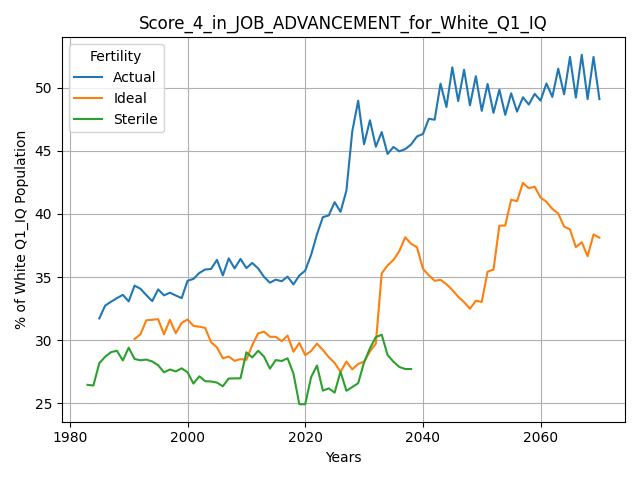 Score_4_in_JOB_ADVANCEMENT_for_White_Q1_IQ
Fertility
Actual
Ideal
Sterile
% of White Q1_IQ Population
50
45
40
35
30
25
1980
2000
2020
2040
2060
Years